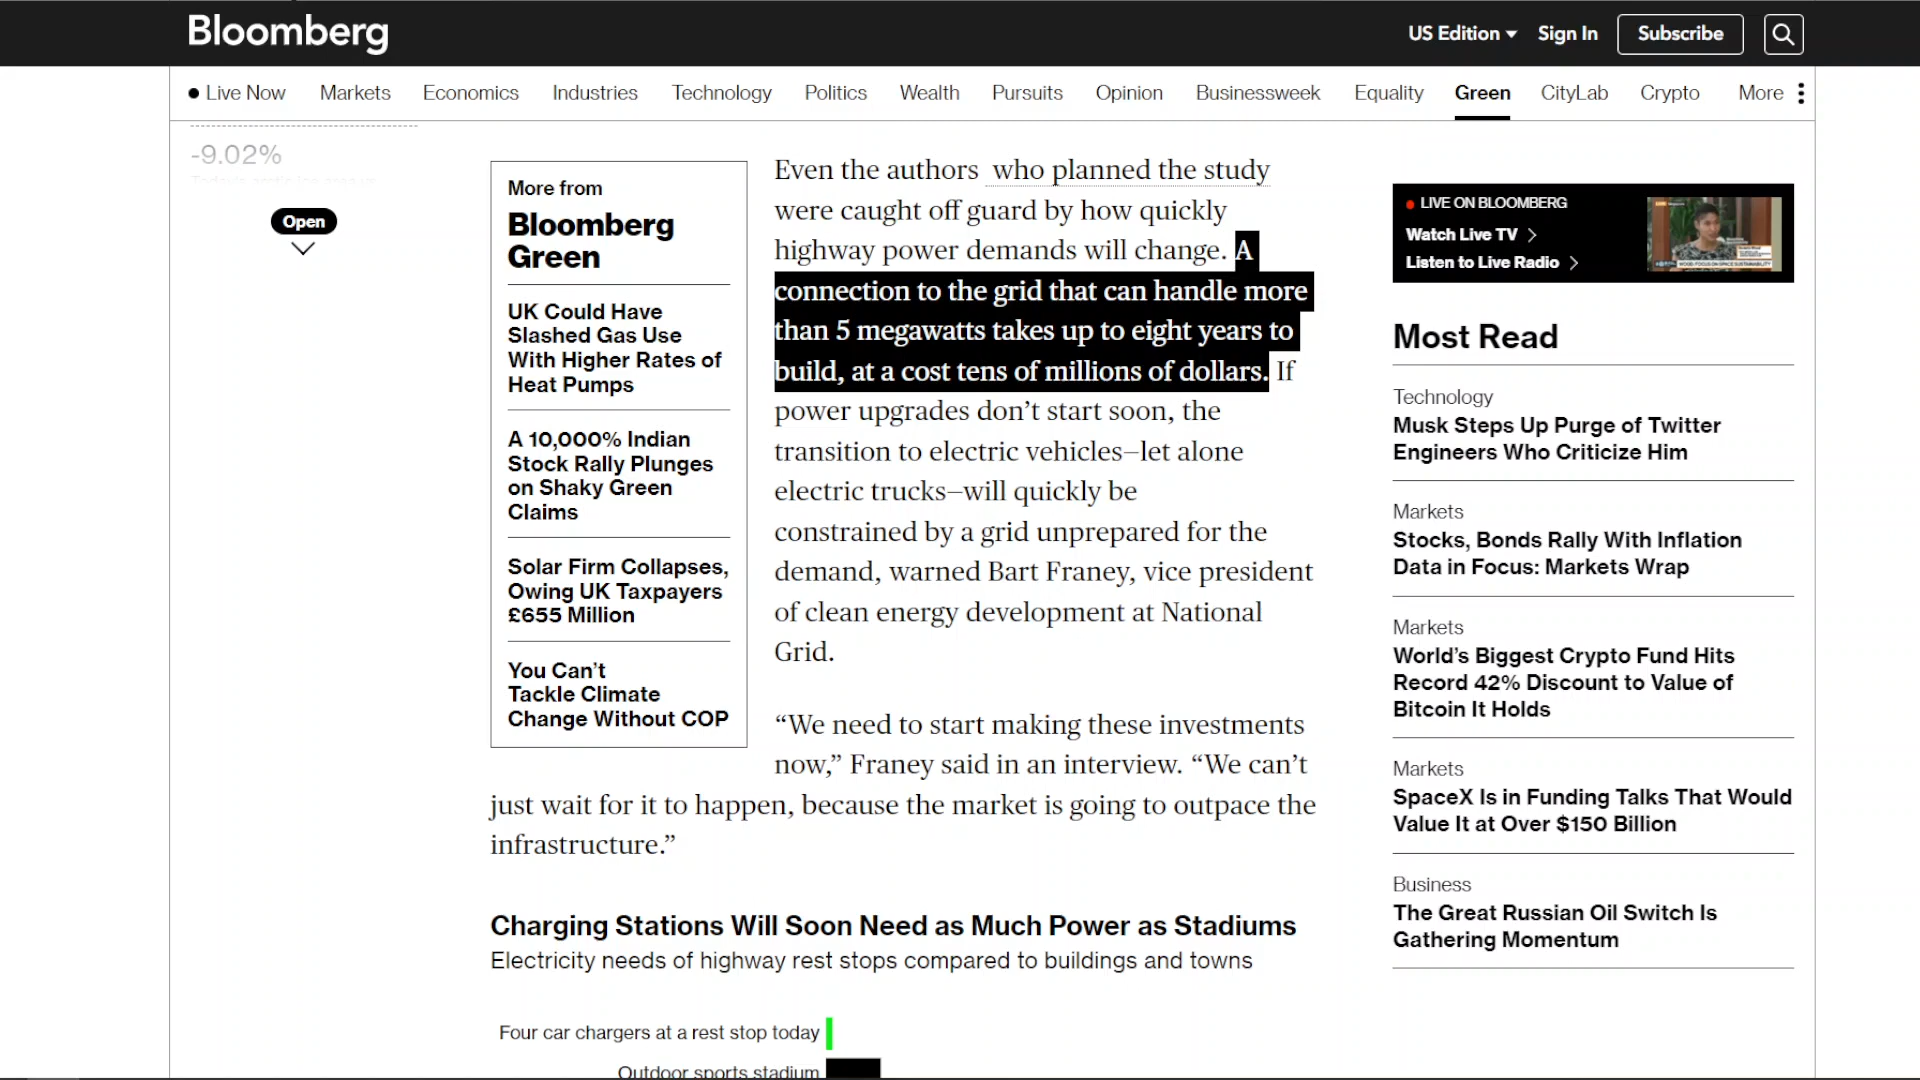 Bloomberg
US Edition
Sign In
Subscribe
Live Now
Markets
Economics
Industries
Technology
Politics
Wealth
Pursuits
Opinion
Businessweek
Equality
Green
CityLab
Crypto
More
-9.02%
Open
More from
Bloomberg
Green
UK Could Have
Slashed Gas Use
With Higher Rates of
Heat Pumps
A 10,000% Indian
Stock Rally Plunges
on Shaky Green
Claims
Solar Firm Collapses,
Owing UK Taxpayers
£655 Million
You Can’t
Tackle Climate
Change Without COP
Even the authors who planned the study
were caught off guard by how quickly
highway power demands will change. A
connection to the grid that can handle more
than 5 megawatts takes up to eight years to
build, at a cost tens of millions of dollars. If
power upgrades don’t start soon, the
transition to electric vehicles—let alone
electric trucks—will quickly be
constrained by a grid unprepared for the
demand, warned Bart Franey, vice president
of clean energy development at National
Grid.
“We need to start making these investments
now,” Franey said in an interview. “We can’t
just wait for it to happen, because the market is going to outpace the
infrastructure.”
Charging Stations Will Soon Need as Much Power as Stadiums
Electricity needs of highway rest stops compared to buildings and towns
Four car chargers at a rest stop today
Outdoor sports stadium
LIVE ON BLOOMBERG
Watch Live TV
Listen to Live Radio
Most Read
Technology
Musk Steps Up Purge of Twitter
Engineers Who Criticize Him
Markets
Stocks, Bonds Rally With Inflation
Data in Focus: Markets Wrap
Markets
World’s Biggest Crypto Fund Hits
Record 42% Discount to Value of
Bitcoin It Holds
Markets
SpaceX Is in Funding Talks That Would
Value It at Over $150 Billion
Business
The Great Russian Oil Switch Is
Gathering Momentum